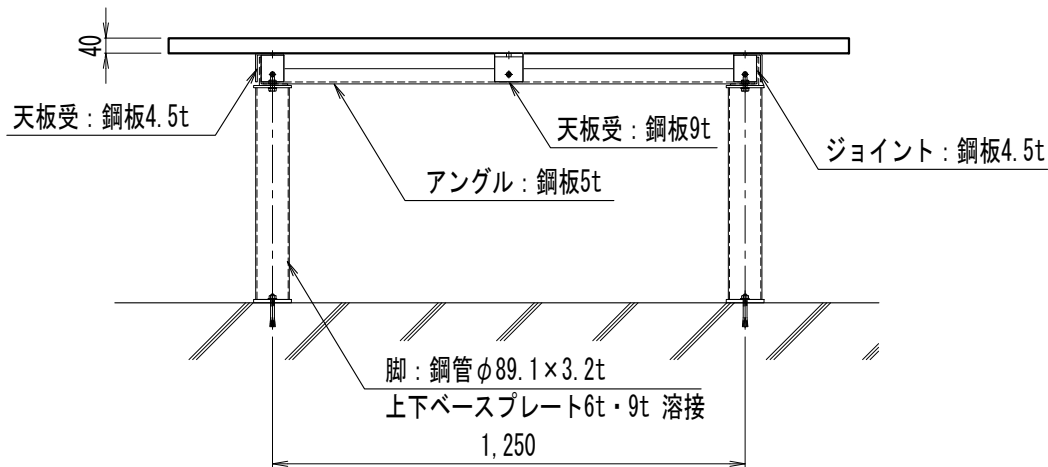 40
天板受：鋼板4.5t
天板受：鋼板9t
ジョイント：鋼板4.5t
アングル：鋼板5t
脚：鋼管φ89.1×3.2t
上下ベースプレート6t・9t 溶接
1,250